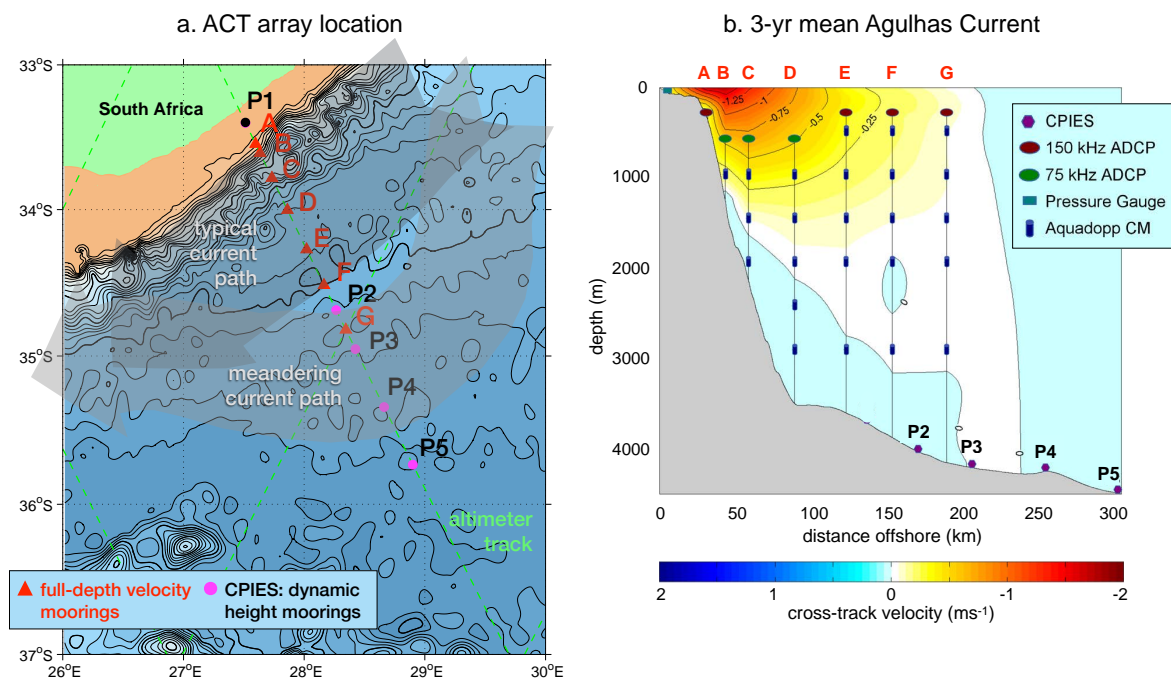 a. ACT array location
33°S
34°S
35°S
36°S
37°S
26°E
27°E
28°E
29°E
30°E
South Africa
P1
A
B
C
D
E
F
P2
G
P3
P4
P5
typical
current
path
meandering
current path
altimeter
track
full-depth velocity
moorings
CPIES: dynamic
height moorings
b. 3-yr mean Agulhas Current
A B C D E F G
0
1000
2000
3000
4000
depth (m)
-1.25
-1
-0.75
-0.5
-0.25
0
0
0
CPIES
150 kHz ADCP
75 kHz ADCP
Pressure Gauge
Aquadopp CM
P2
P3
P4
P5
0 50 100 150 200 250 300
distance offshore (km)
2 1 0 -1 -2
cross-track velocity (ms-1)